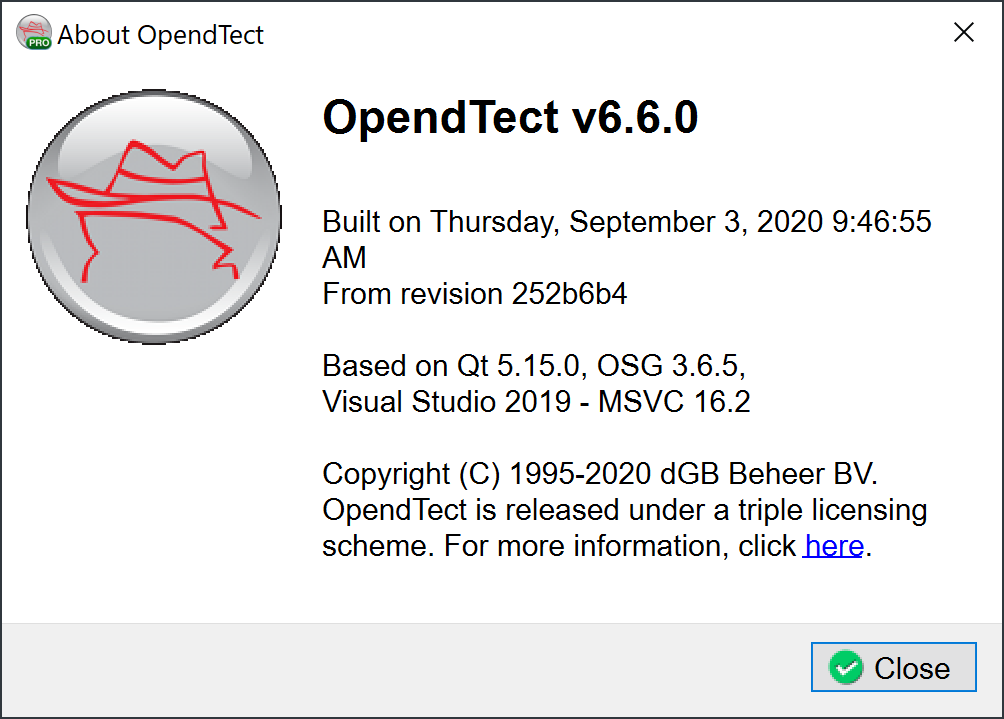 PRO
About OpendTect
OpendTect v6.6.0
Built on Thursday, September 3, 2020 9:46:55
AM
From revision 252b6b4
Based on Qt 5.15.0, OSG 3.6.5,
Visual Studio 2019 - MSVC 16.2
Copyright (C) 1995-2020 dGB Beheer BV.
OpendTect is released under a triple licensing
scheme. For more information, click here.
Close